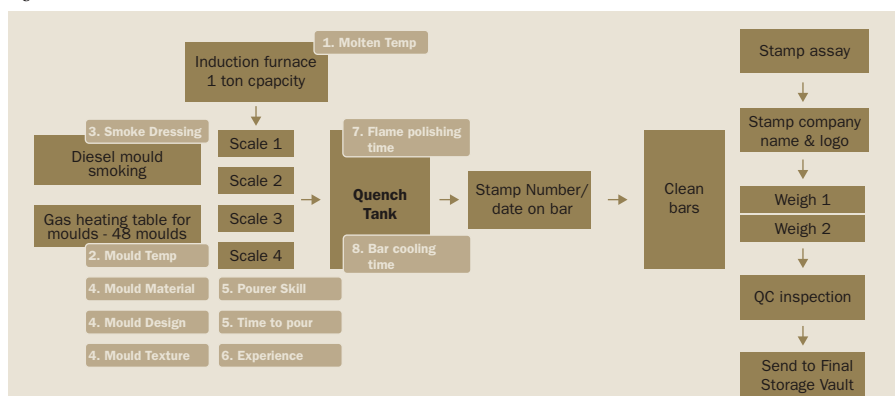 1. Molten Temp
Induction furnace
1 ton cpapcity
3. Smoke Dressing
Diesel mould
smoking
Gas heating table for
moulds - 48 moulds
2. Mould Temp
4. Mould Material
4. Mould Design
4. Mould Texture
Scale 1
Scale 2
Scale 3
Scale 4
5. Pourer Skill
5. Time to pour
6. Experience
7. Flame polishing
time
Quench
Tank
8. Bar cooling
time
Stamp Number/
date on bar
Clean
bars
Stamp assay
Stamp company
name & logo
Weigh 1
Weigh 2
QC inspection
Send to Final
Storage Vault